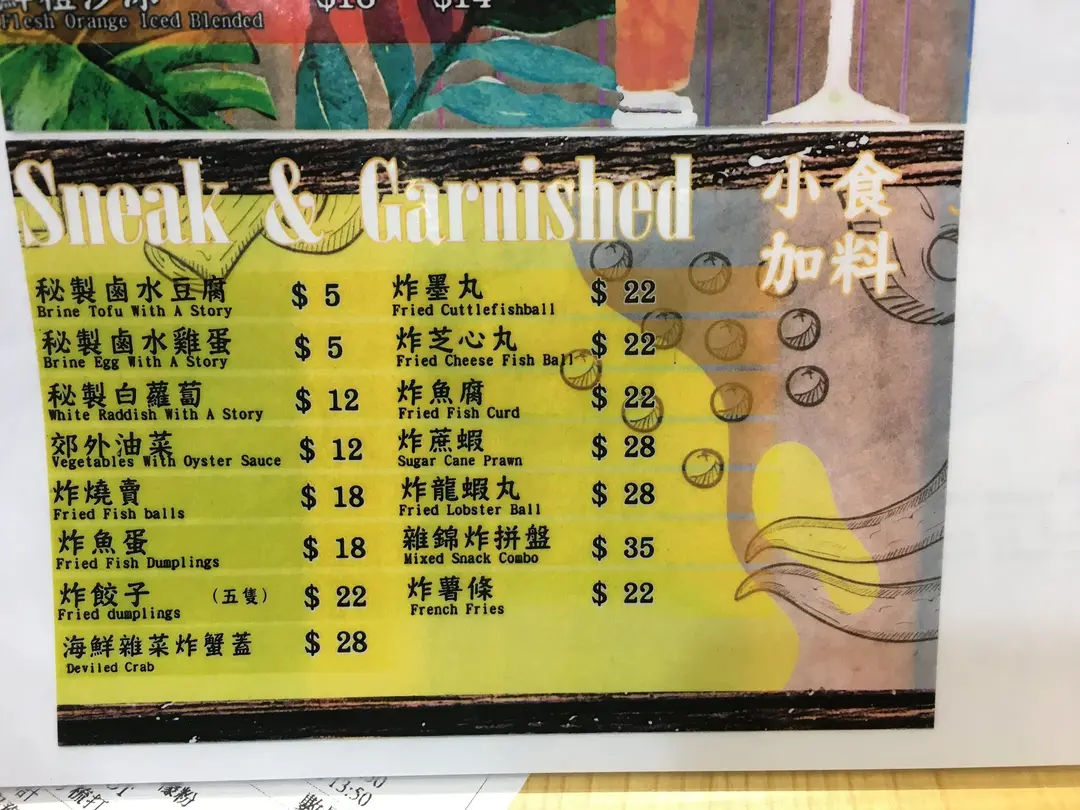 Flesh Orange Iced Blended
Sneak & Garnished
小食
加料
秘製鹵水豆腐 $ 5
Brine Tofu With A Story
秘製鹵水雞蛋 $ 5
Brine Egg With A Story
秘製白蘿蔔 $ 12
White Raddish With A Story
郊外油菜 $ 12
Vegetables With Oyster Sauce
炸燒賣 $ 18
Fried Fish balls
炸魚蛋 $ 18
Fried Fish Dumplings
炸餃子 (五隻) $ 22
Fried dumplings
海鮮雜菜炸蟹蓋 $ 28
Deviled Crab
炸墨丸 $ 22
Fried Cuttlefishball
炸芝心丸 $ 22
Fried Cheese Fish Ball
炸魚腐 $ 22
Fried Fish Curd
炸蔗蝦 $ 28
Sugar Cane Prawn
炸龍蝦丸 $ 28
Fried Lobster Ball
雜錦炸拼盤 $ 35
Mixed Snack Combo
炸薯條 $ 22
French Fries
13:50